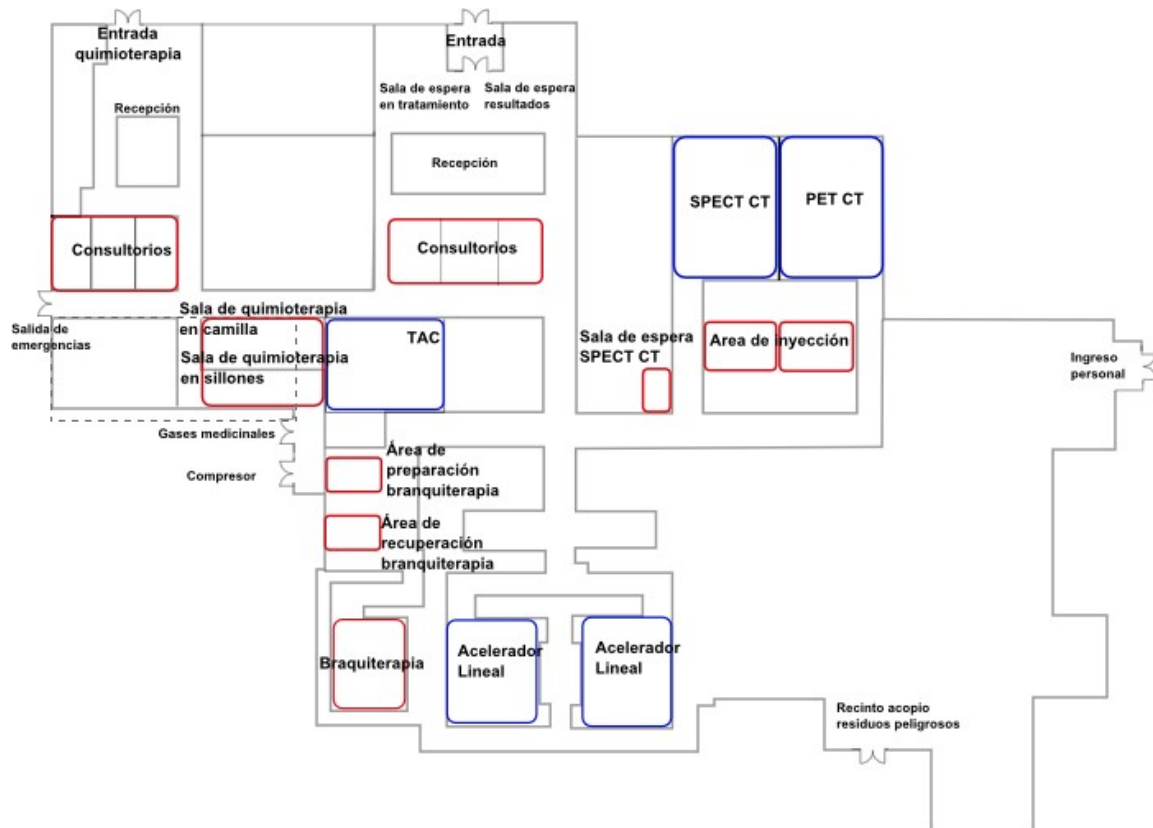 Entrada
quimioterapia
Entrada
Sala de espera
en tratamiento
Sala de espera
resultados
Recepción
Recepción
SPECT CT
PET CT
Consultorios
Consultorios
Salida de
emergencias
Sala de quimioterapia
en camilla
Sala de quimioterapia
en sillones
TAC
Sala de espera
SPECT CT
Area de inyección
Ingreso
personal
Gases medicinales
Compresor
Área de
preparación
branquiterapia
Área de
recuperación
branquiterapia
Braquiterapia
Acelerador
Lineal
Acelerador
Lineal
Recinto acopio
residuos peligrosos